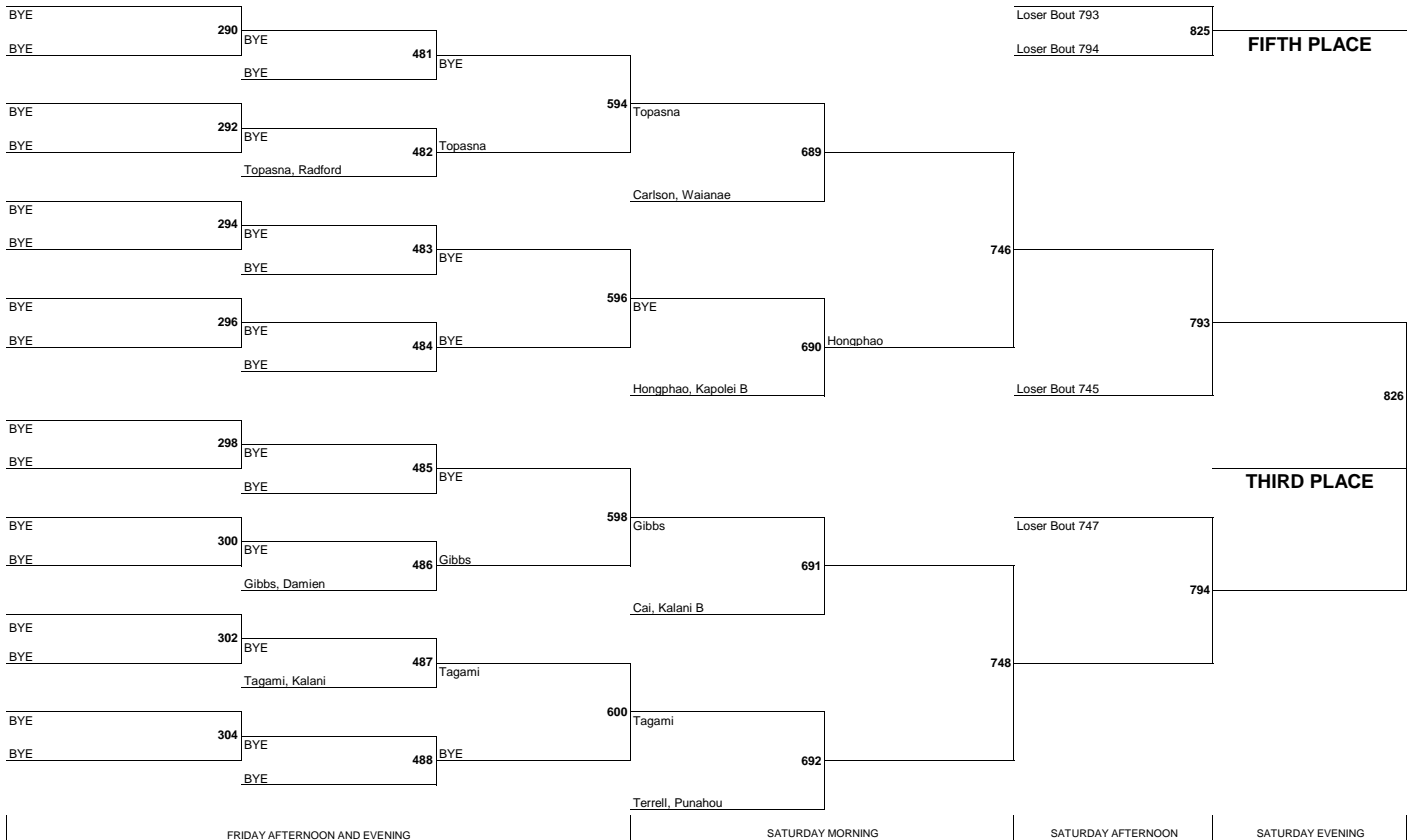 BYE
290
BYE
BYE
481
BYE
BYE
292
BYE
BYE
482
Topasna, Radford
Topasna
594
BYE
294
BYE
BYE
483
BYE
BYE
296
BYE
BYE
484
BYE
BYE
596
Topasna
689
Carlson, Waianae
BYE
690
Hongphao, Kapolei B
Hongphao
746
BYE
298
BYE
BYE
485
BYE
BYE
300
BYE
BYE
486
Gibbs, Damien
BYE
Gibbs
598
BYE
302
BYE
BYE
487
Tagami, Kalani
BYE
304
BYE
BYE
488
BYE
Tagami
BYE
600
Gibbs
691
Cai, Kalani B
Tagami
692
Terrell, Punahou
748
Loser Bout 793
825
Loser Bout 794
FIFTH PLACE
793
Loser Bout 745
826
THIRD PLACE
Loser Bout 747
794
FRIDAY AFTERNOON AND EVENING
SATURDAY MORNING
SATURDAY AFTERNOON
SATURDAY EVENING